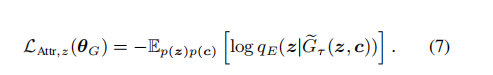 ℒ_{Attr,z}(θ_G) = −𝔼_{p(z)p(c)} [log q_E(z|G̃_τ(z, c))] . (7)